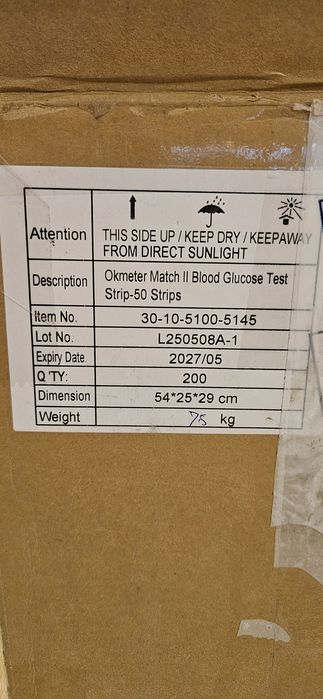 Attention THIS SIDE UP / KEEP DRY / KEEPAWAY
FROM DIRECT SUNLIGHT
Description Okmeter Match II Blood Glucose Test
Strip-50 Strips
Item No. 30-10-5100-5145
Lot No. L250508A-1
Expiry Date 2027/05
Q 'TY: 200
Dimension 54*25*29 cm
Weight 7.5 kg